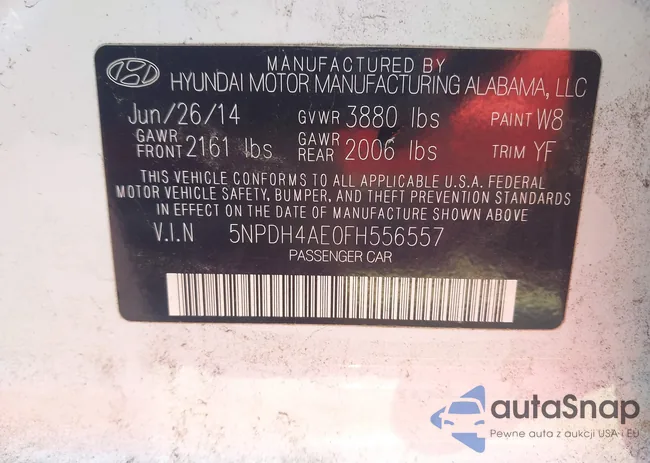 MANUFACTURED BY
HYUNDAI MOTOR MANUFACTURING ALABAMA, LLC
Jun/26/14 GVWR 3880 lbs PAINT W8
GAWR FRONT 2161 lbs GAWR REAR 2006 lbs TRIM YF
THIS VEHICLE CONFORMS TO ALL APPLICABLE U.S.A. FEDERAL
MOTOR VEHICLE SAFETY, BUMPER, AND THEFT PREVENTION STANDARDS
IN EFFECT ON THE DATE OF MANUFACTURE SHOWN ABOVE
V.I.N 5NPDH4AE0FH556557
PASSENGER CAR
autaSnap
Pewne auta z aukcji USA i EU